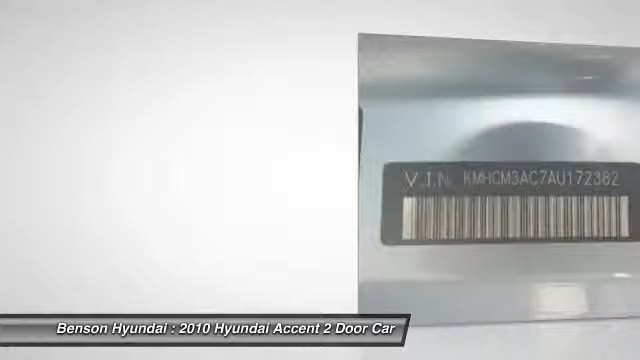 V.I.N. KMHCM3AC7AU172382
Benson Hyundai : 2010 Hyundai Accent 2 Door Car